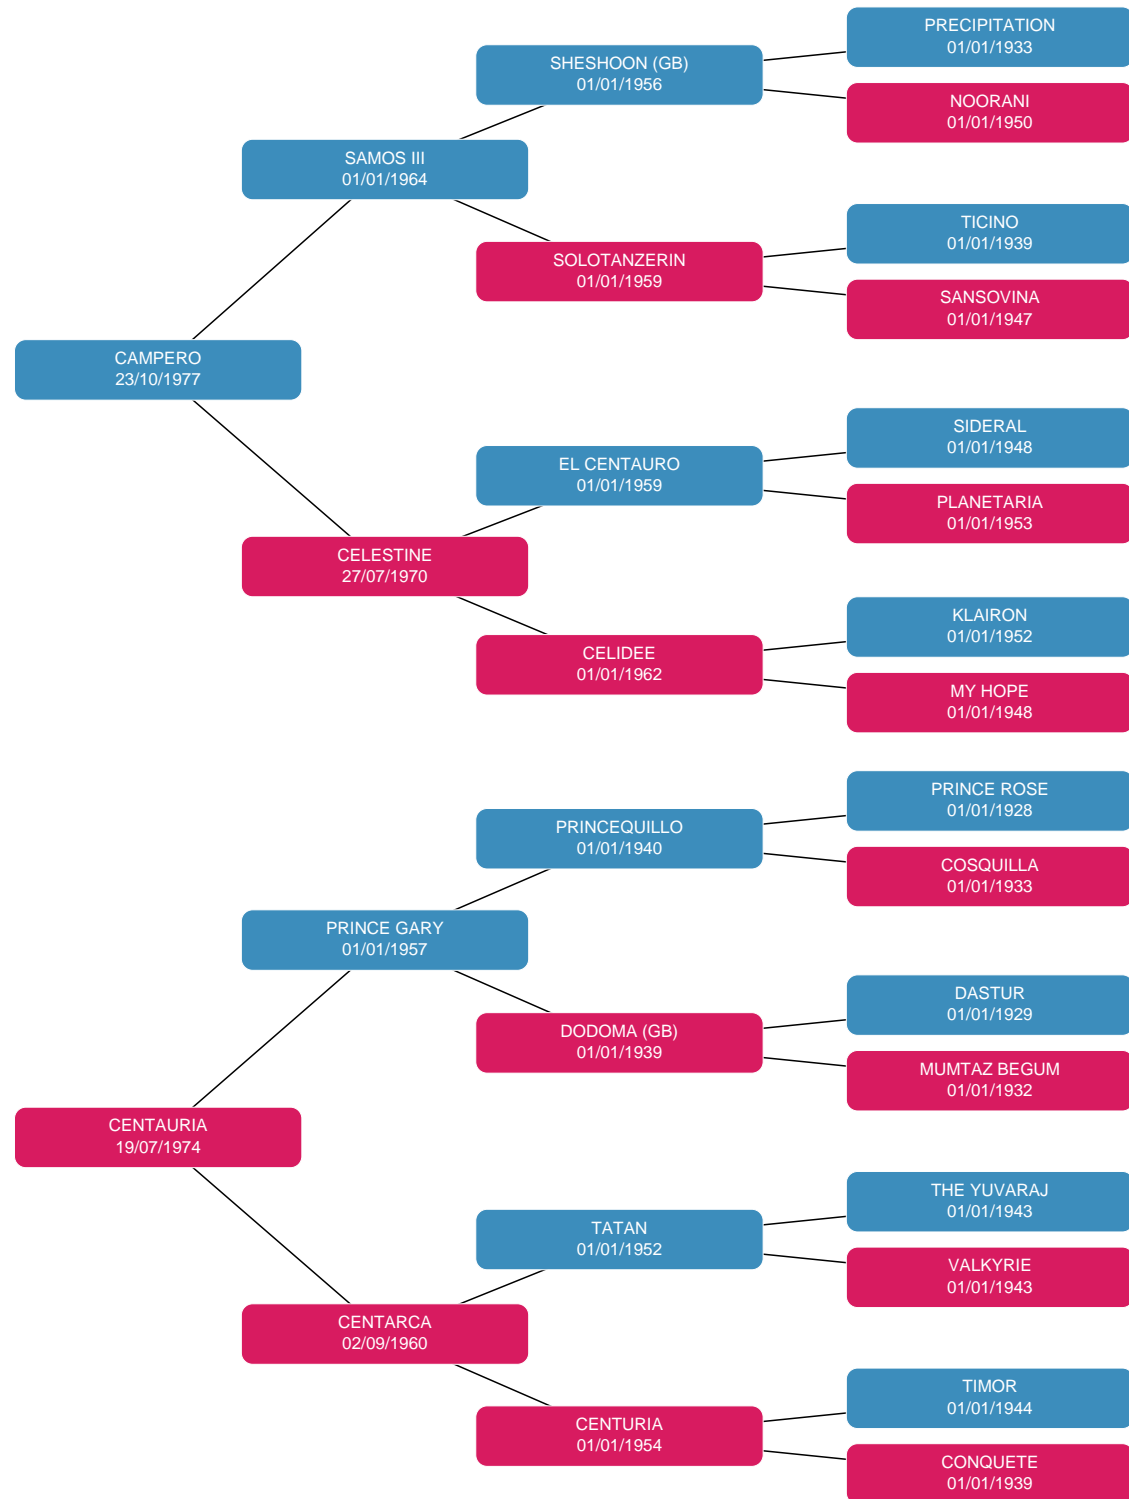 PRECIPITATION
01/01/1933
SHESHOON (GB)
01/01/1956
NOORANI
01/01/1950
SAMOS III
01/01/1964
TICINO
01/01/1939
SOLOTANZERIN
01/01/1959
SANSOVINA
01/01/1947
CAMPERO
23/10/1977
SIDERAL
01/01/1948
EL CENTAURO
01/01/1959
PLANETARIA
01/01/1953
CELESTINE
27/07/1970
KLAIRON
01/01/1952
CELIDEE
01/01/1962
MY HOPE
01/01/1948
PRINCE ROSE
01/01/1928
PRINCEQUILLO
01/01/1940
COSQUILLA
01/01/1933
PRINCE GARY
01/01/1957
DASTUR
01/01/1929
DODOMA (GB)
01/01/1939
MUMTAZ BEGUM
01/01/1932
CENTAURIA
19/07/1974
THE YUVARAJ
01/01/1943
TATAN
01/01/1952
VALKYRIE
01/01/1943
CENTARCA
02/09/1960
TIMOR
01/01/1944
CENTURIA
01/01/1954
CONQUETE
01/01/1939